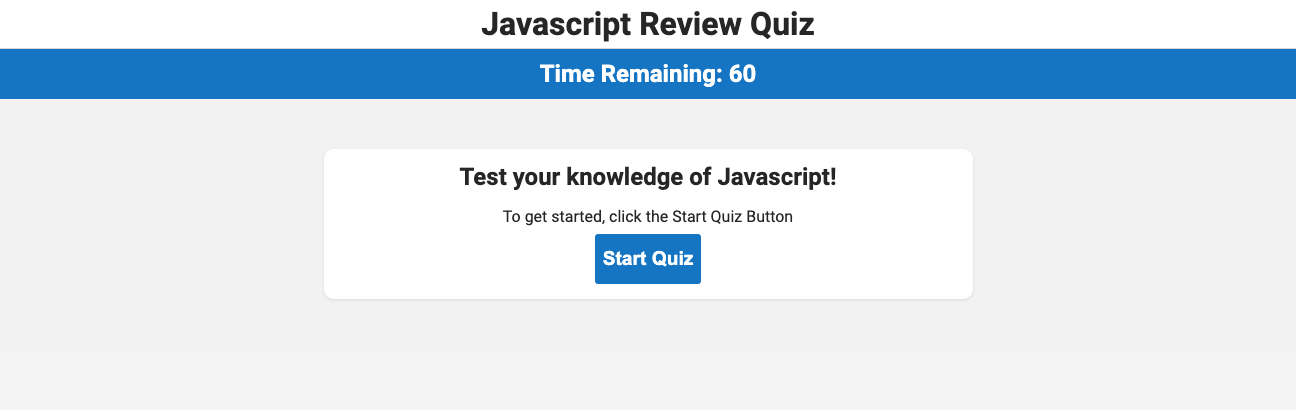 Javascript Review Quiz
Time Remaining: 60
Test your knowledge of Javascript!
To get started, click the Start Quiz Button
Start Quiz